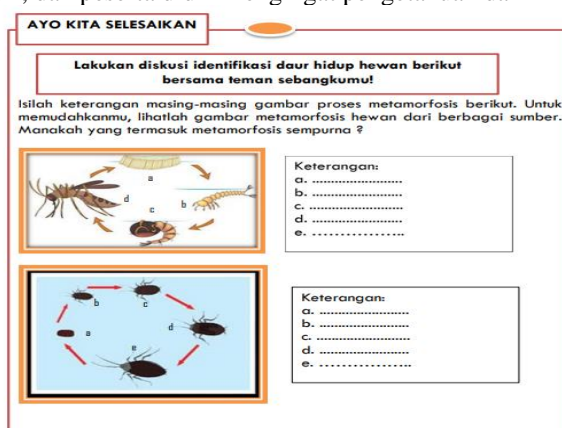 AYO KITA SELESAIKAN
Lakukan diskusi identifikasi daur hidup hewan berikut
bersama teman sebangkumu!
Isilah keterangan masing-masing gambar proses metamorfosis berikut. Untuk
memudahkanmu, lihatlah gambar metamorfosis hewan dari berbagai sumber.
Manakah yang termasuk metamorfosis sempurna ?
a
b
c
d
Keterangan:
a. ..........................
b. ..........................
c. ..........................
d. ..........................
e. ..................
a
b
c
d
e
Keterangan:
a. ..........................
b. ..........................
c. ..........................
d. ..........................
e. ..................